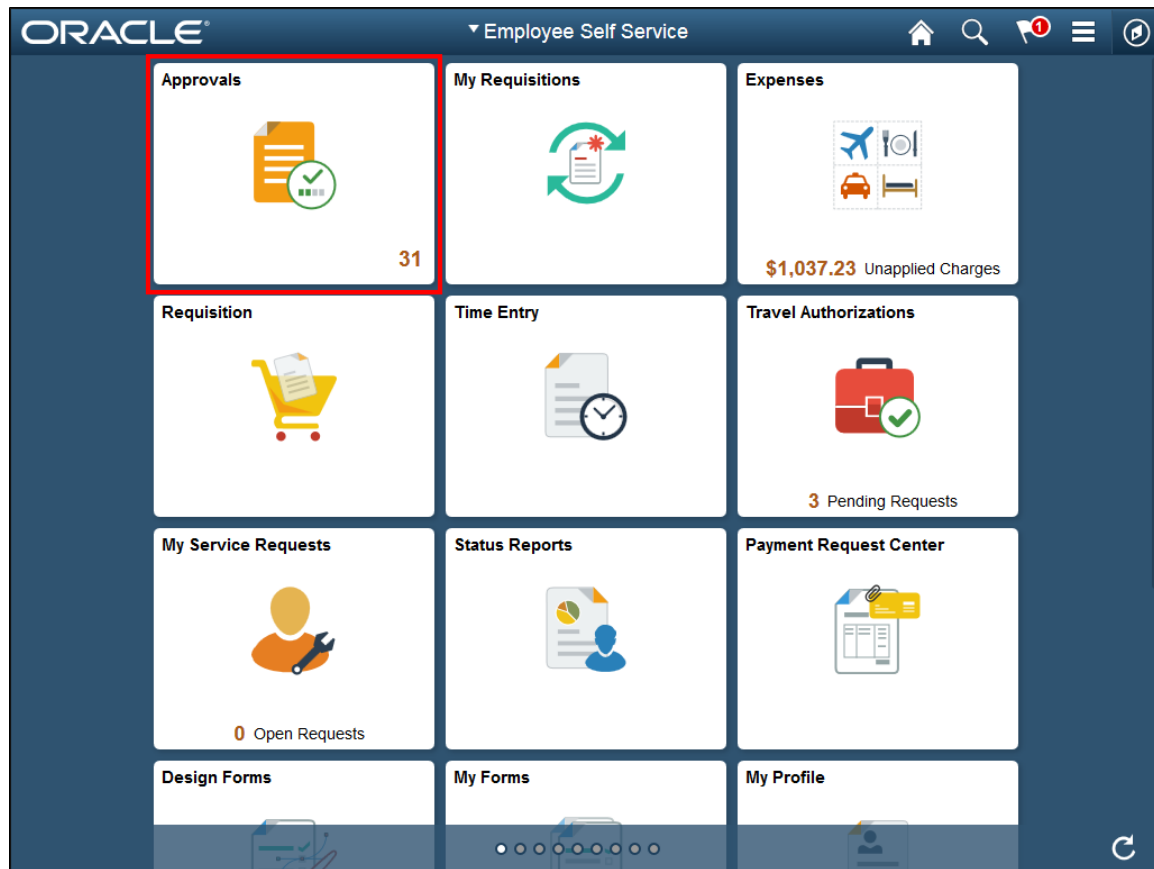 ORACLE®
Employee Self Service
1
Approvals
31
My Requisitions
Expenses
$1,037.23 Unapplied Charges
Requisition
Time Entry
Travel Authorizations
3 Pending Requests
My Service Requests
0 Open Requests
Status Reports
Payment Request Center
Design Forms
My Forms
My Profile